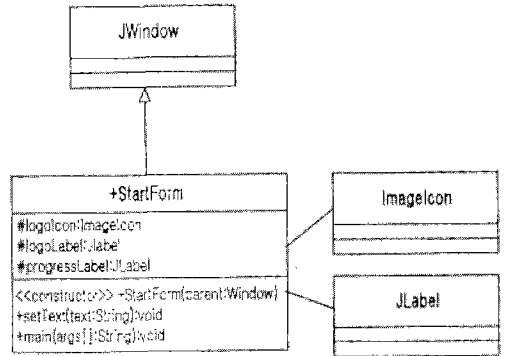 JWindow
+StartForm
#logoIcon:ImageIcon
#logoLabel:Jlabel
#progressLabel:JLabel
<<constructor>> +StartForm(parent:Window)
+setText(text:String):void
+main(args[]:String):void
ImageIcon
JLabel